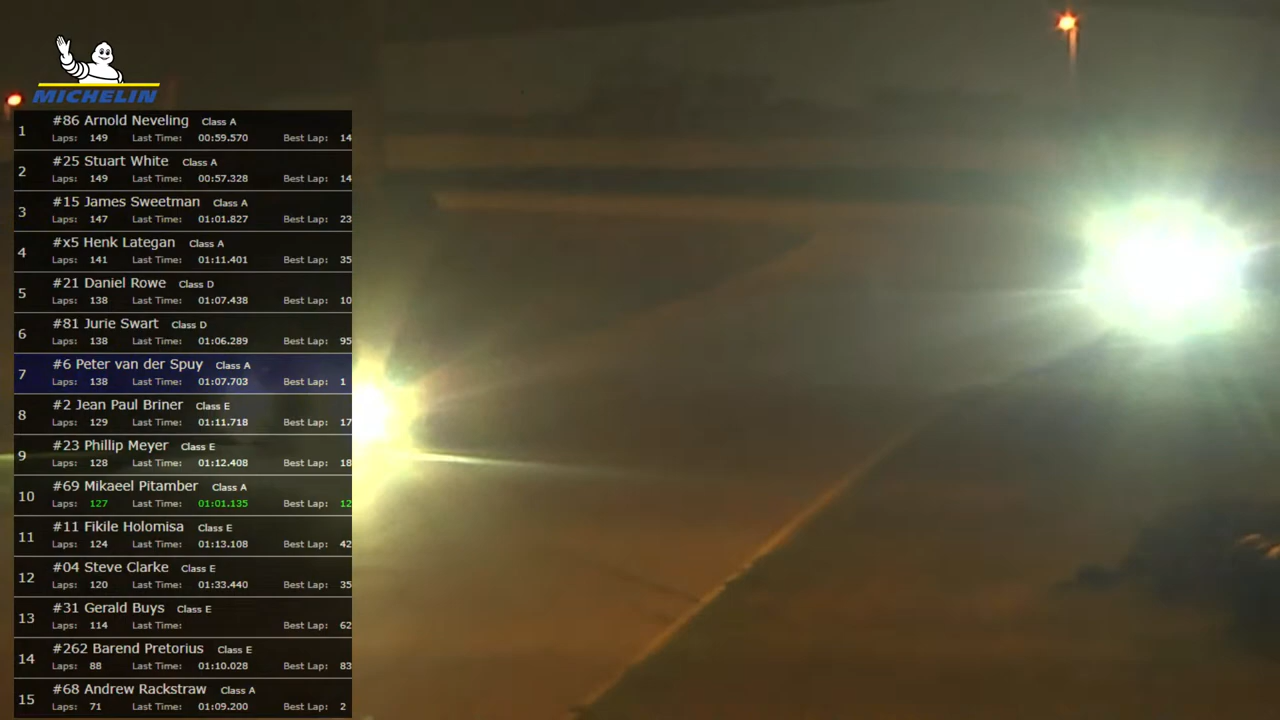 MICHELIN
1 #86 Arnold Neveling Class A
Laps: 149 Last Time: 00:59.570 Best Lap: 14
2 #25 Stuart White Class A
Laps: 149 Last Time: 00:57.328 Best Lap: 14
3 #15 James Sweetman Class A
Laps: 147 Last Time: 01:01.827 Best Lap: 23
4 #x5 Henk Lategan Class A
Laps: 141 Last Time: 01:11.401 Best Lap: 35
5 #21 Daniel Rowe Class D
Laps: 138 Last Time: 01:07.438 Best Lap: 10
6 #81 Jurie Swart Class D
Laps: 138 Last Time: 01:06.289 Best Lap: 95
7 #6 Peter van der Spuy Class A
Laps: 138 Last Time: 01:07.703 Best Lap: 1
8 #2 Jean Paul Briner Class E
Laps: 129 Last Time: 01:11.718 Best Lap: 17
9 #23 Phillip Meyer Class E
Laps: 128 Last Time: 01:12.408 Best Lap: 18
10 #69 Mikaeel Pitamber Class A
Laps: 127 Last Time: 01:01.135 Best Lap: 12
11 #11 Fikile Holomisa Class E
Laps: 124 Last Time: 01:13.108 Best Lap: 42
12 #04 Steve Clarke Class E
Laps: 120 Last Time: 01:33.440 Best Lap: 35
13 #31 Gerald Buys Class E
Laps: 114 Last Time: Best Lap: 62
14 #262 Barend Pretorius Class E
Laps: 88 Last Time: 01:10.028 Best Lap: 83
15 #68 Andrew Rackstraw Class A
Laps: 71 Last Time: 01:09.200 Best Lap: 2